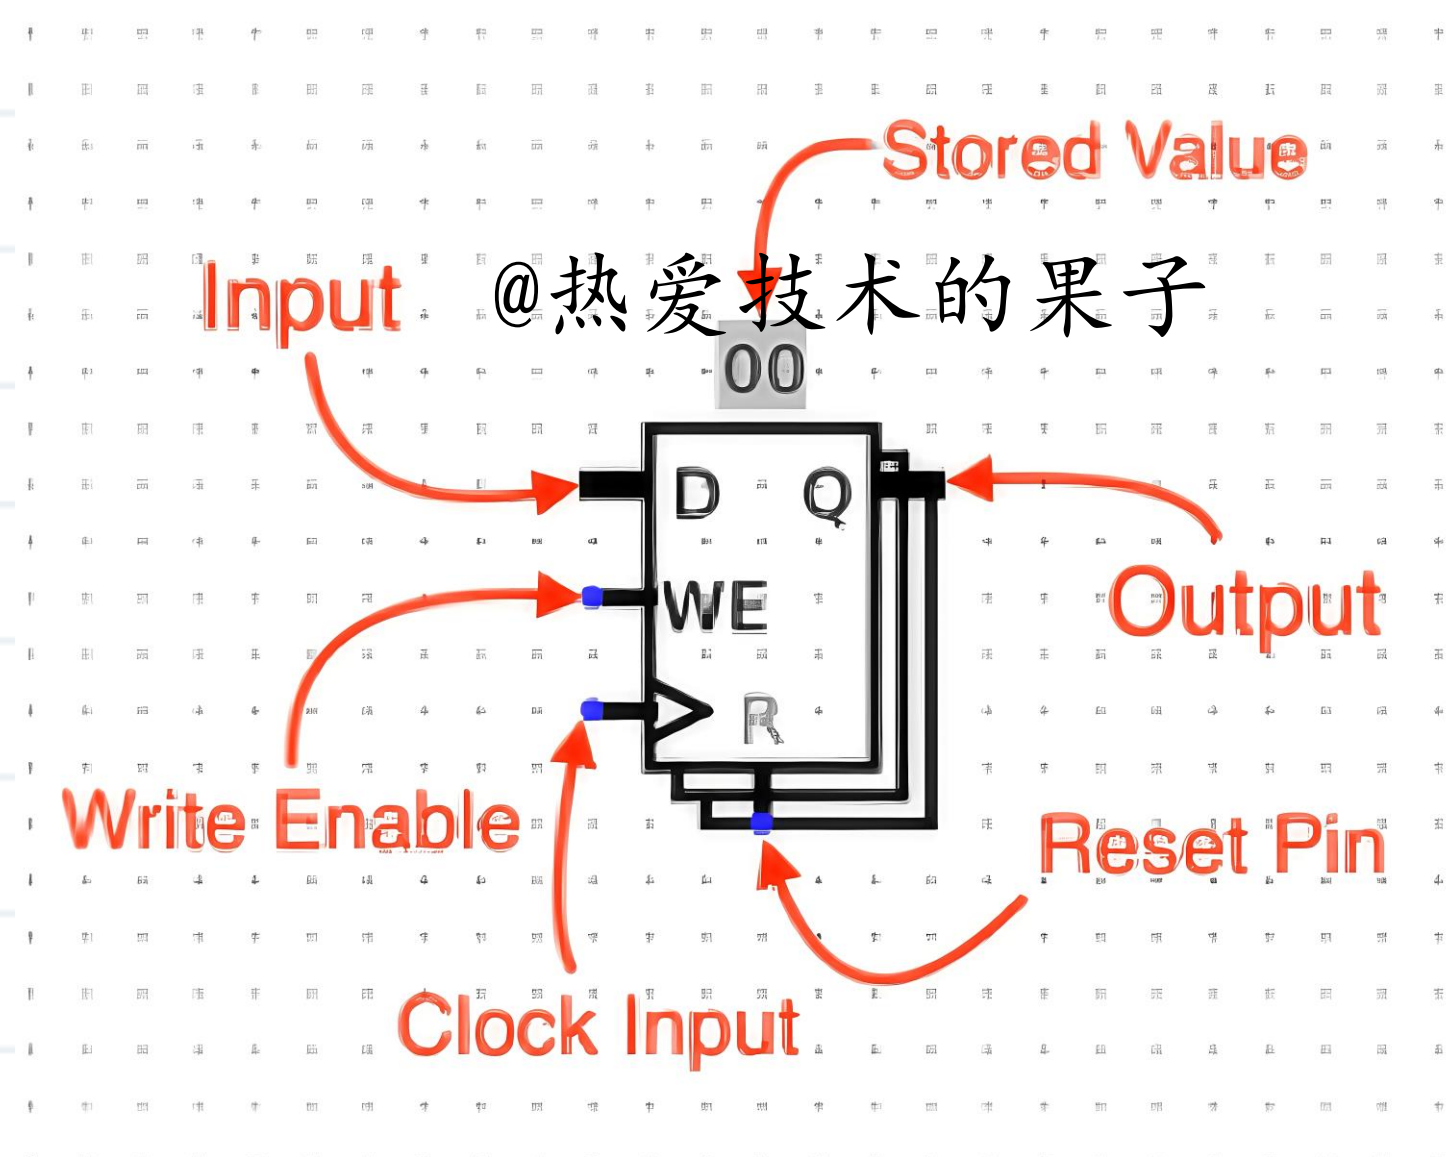 Stored Value
Input
@热爱技术的果子
00
D Q
WE
Output
R
Write Enable
Reset Pin
Clock Input